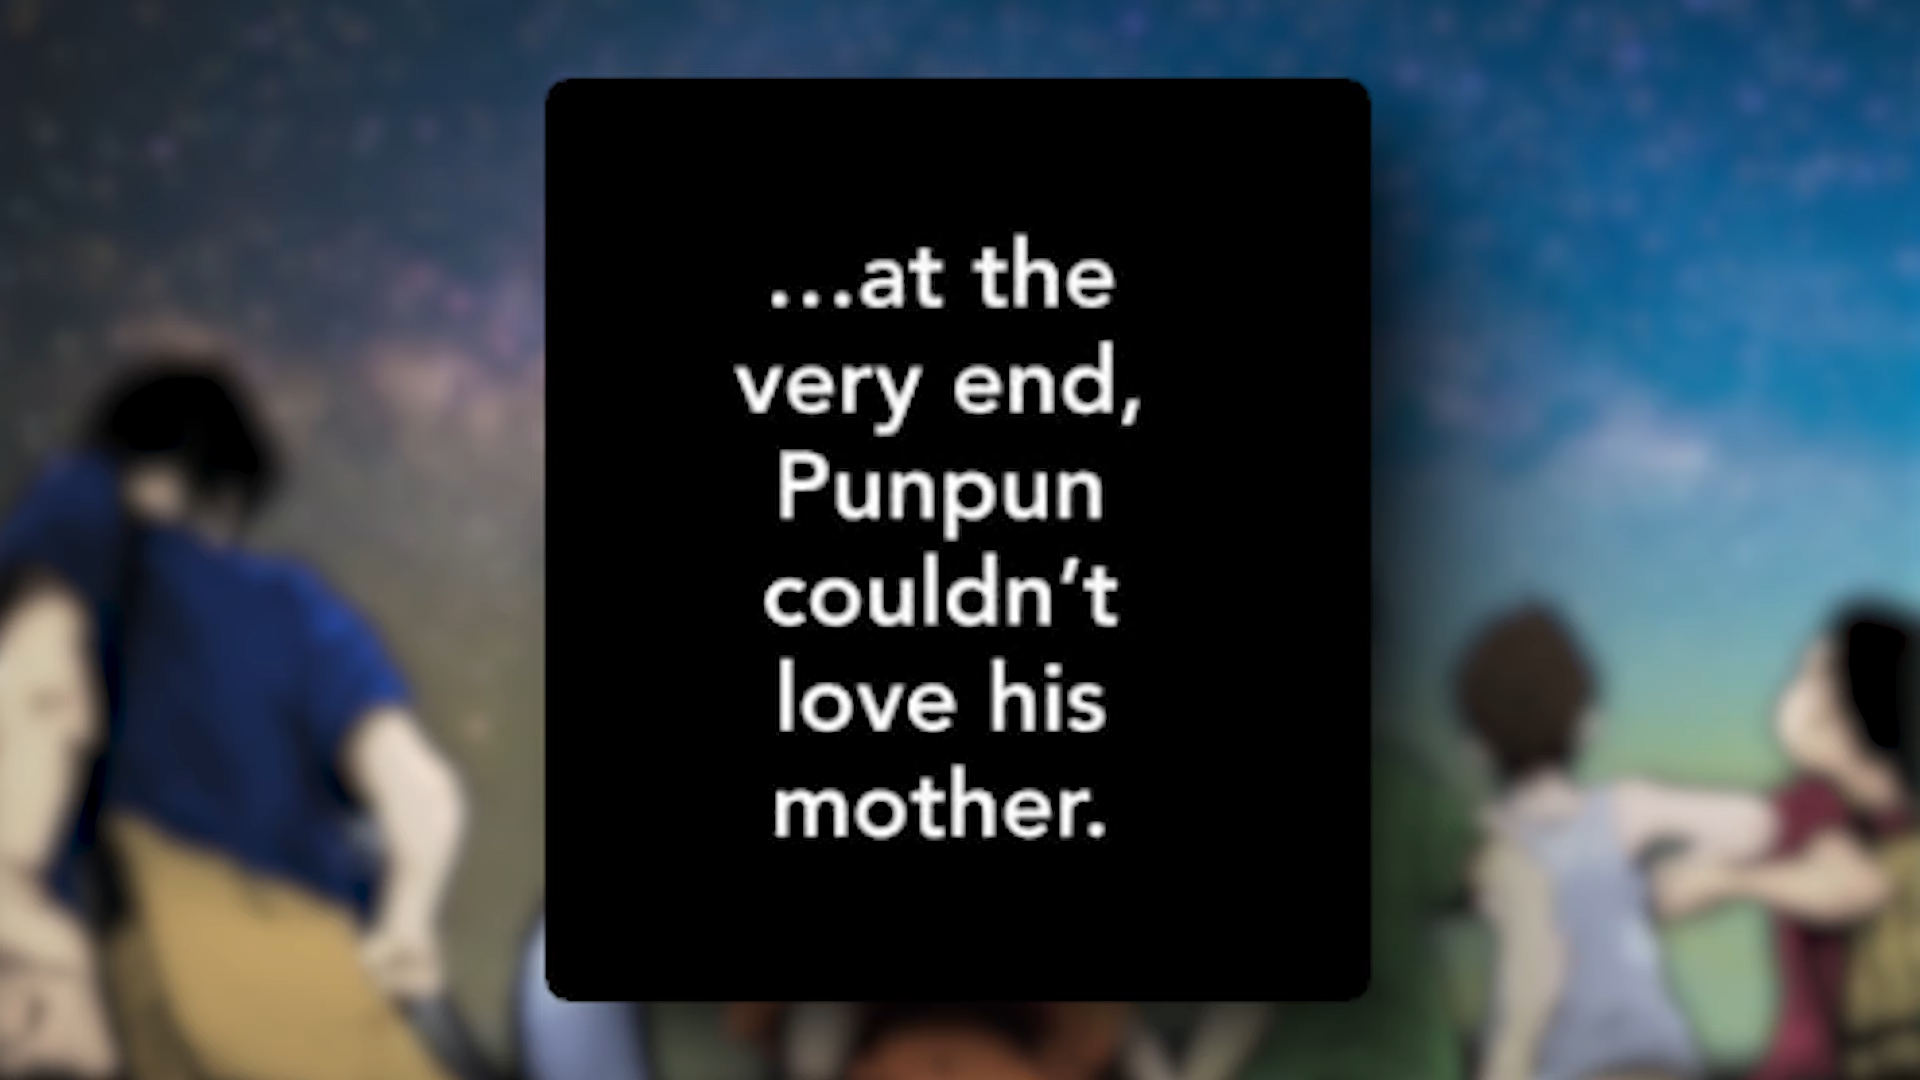 …at the
very end,
Punpun
couldn’t
love his
mother.